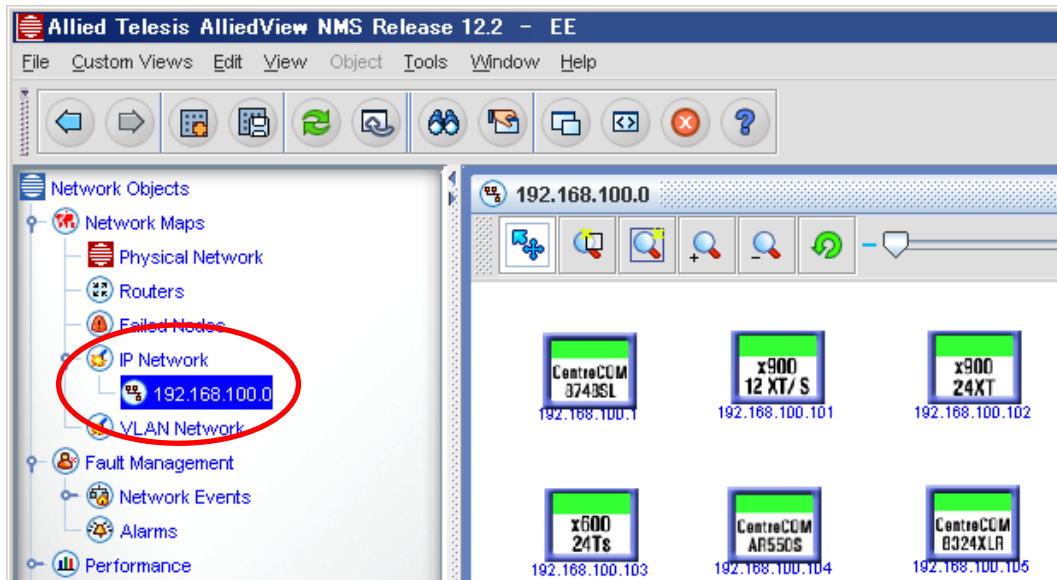 Allied Telesis AlliedView NMS Release 12.2 - EE
File Custom Views Edit View Object Tools Window Help
Network Objects
Network Maps
Physical Network
Routers
Failed Nodes
IP Network
192.168.100.0
VLAN Network
Fault Management
Network Events
Alarms
Performance
192.168.100.0
CentreCOM
8748SL
192.168.100.1
x900
12 XT/S
192.168.100.101
x900
24XT
192.168.100.102
x600
24Ts
192.168.100.103
CentreCOM
AR550S
192.168.100.104
CentreCOM
8324XLR
192.168.100.105